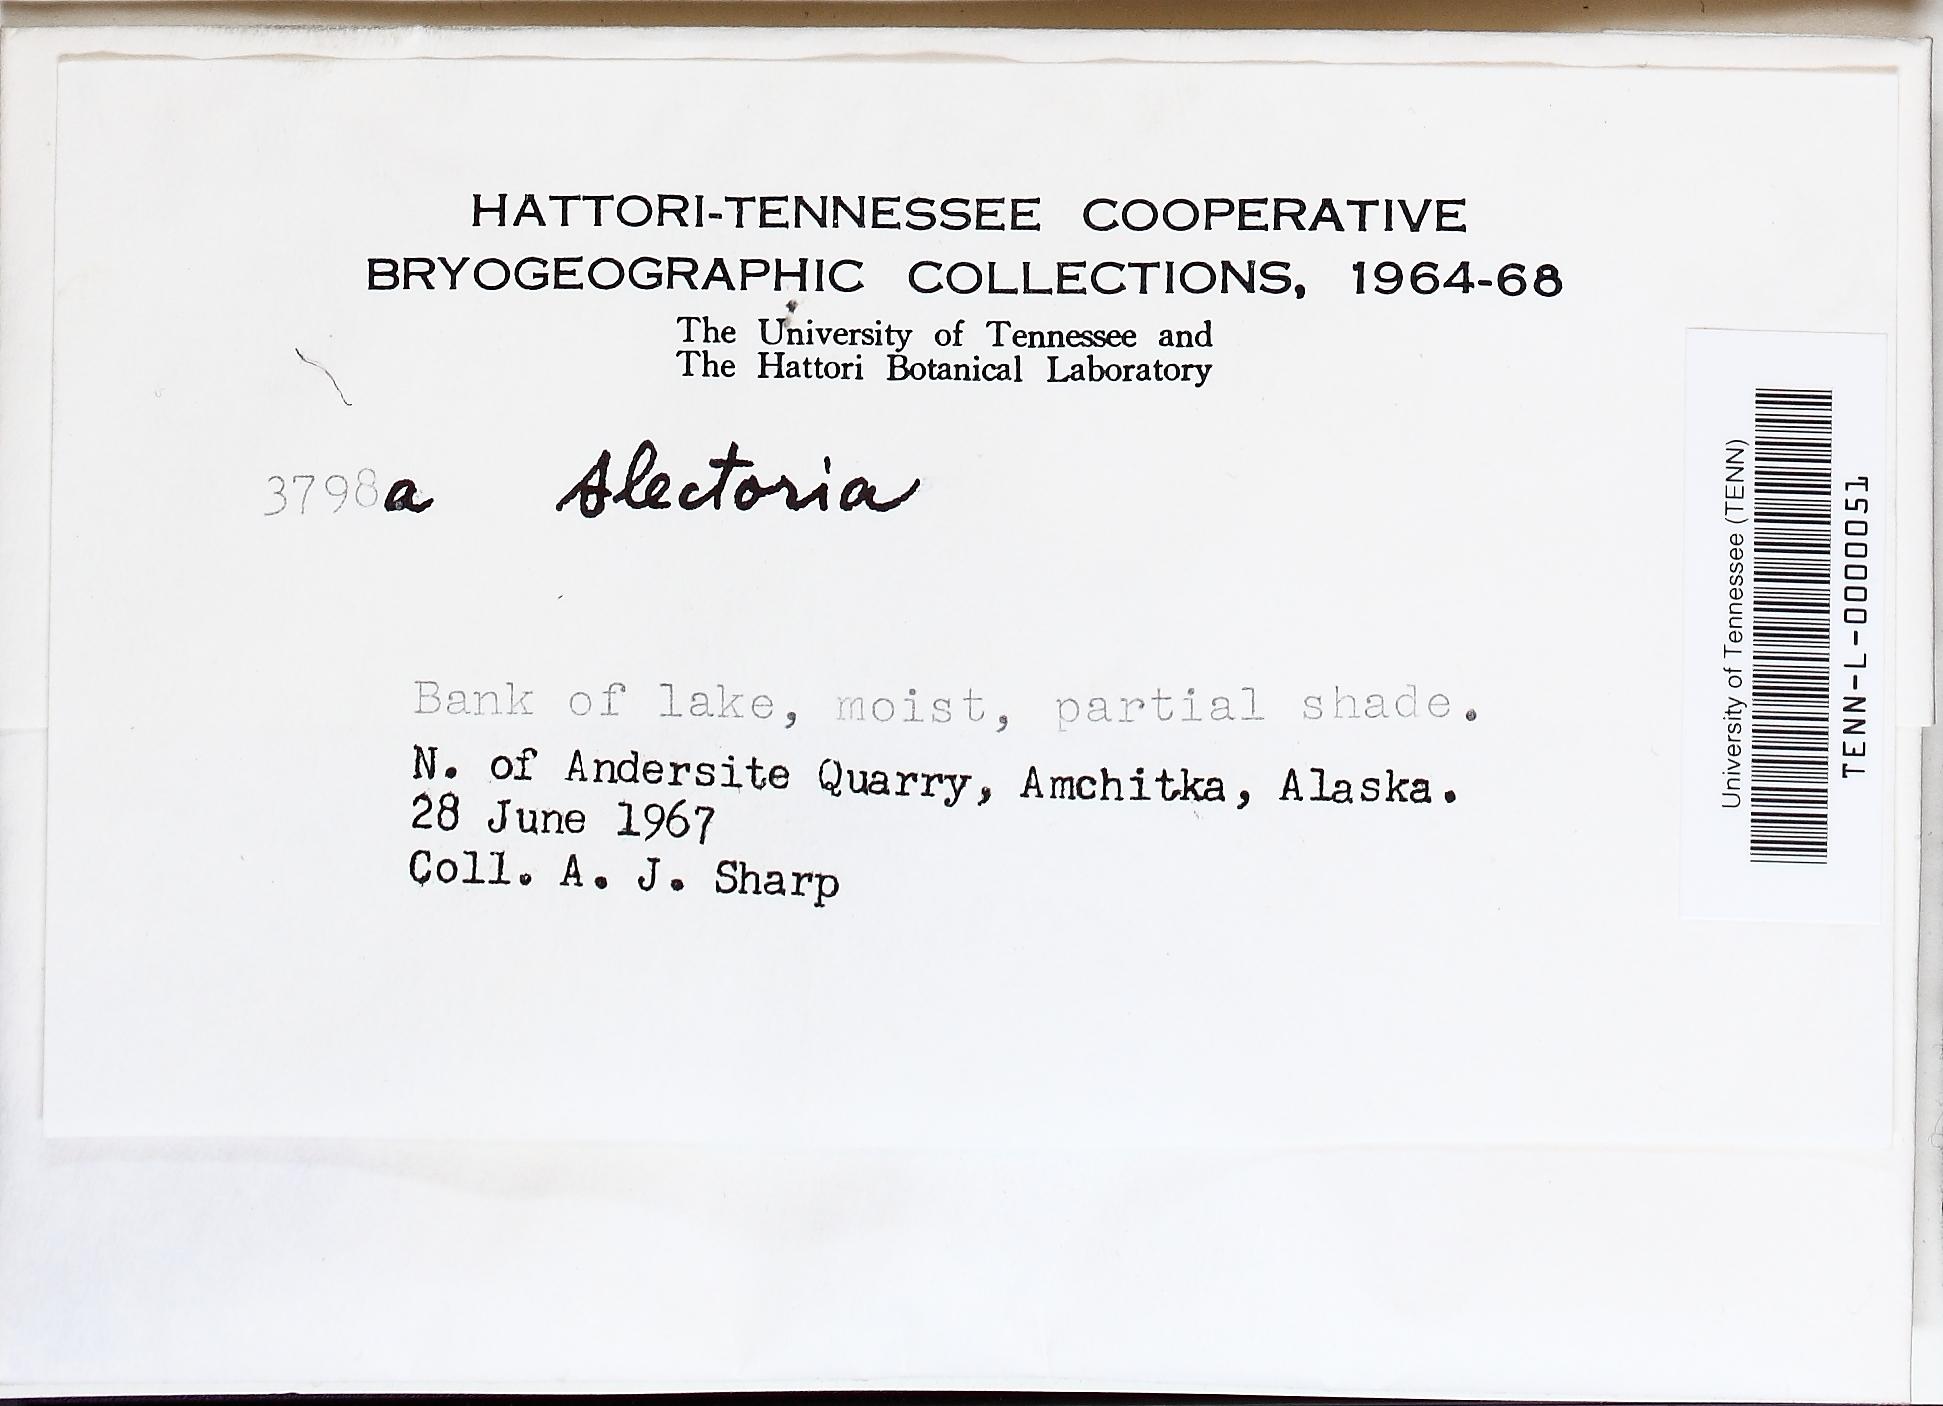 HATTORI-TENNESSEE COOPERATIVE
BRYOGEOGRAPHIC COLLECTIONS, 1964-68
The University of Tennessee and
The Hattori Botanical Laboratory
3798a Alectoria
Bank of lake, moist, partial shade.
N. of Andersite Quarry, Amchitka, Alaska.
28 June 1967
Coll. A. J. Sharp
University of Tennessee (TENN)
TENN-L-0000051